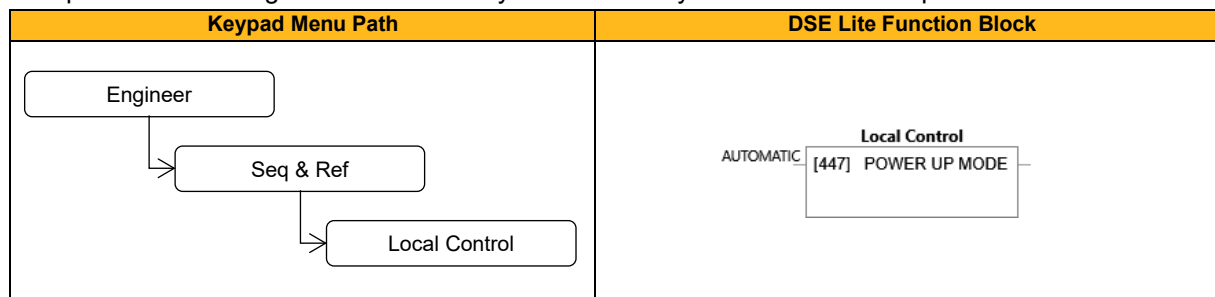 Keypad Menu Path
DSE Lite Function Block
Engineer
Seq & Ref
Local Control
Local Control
AUTOMATIC
[447] POWER UP MODE